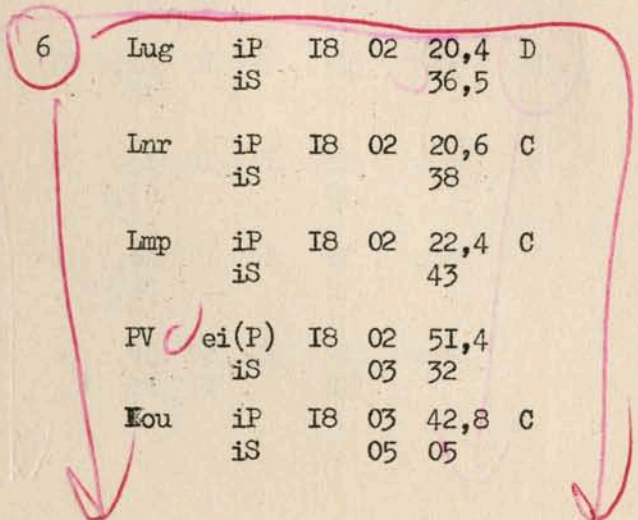 6 Lug iP I8 02 20,4 D
iS 36,5
Lnr iP I8 02 20,6 C
iS 38
Lmp iP I8 02 22,4 C
iS 43
PV ei(P) I8 02 5I,4
iS 03 32
Kou iP I8 03 42,8 C
iS 05 05